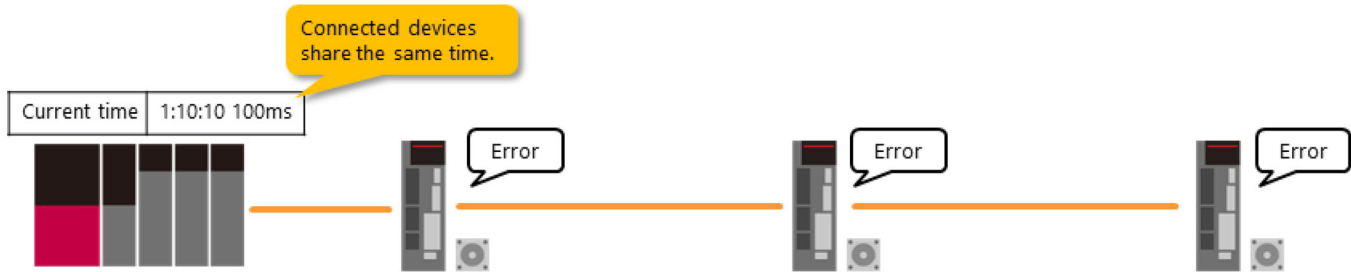 Connected devices
share the same time.
Current time 1:10:10 100ms
Error
Error
Error